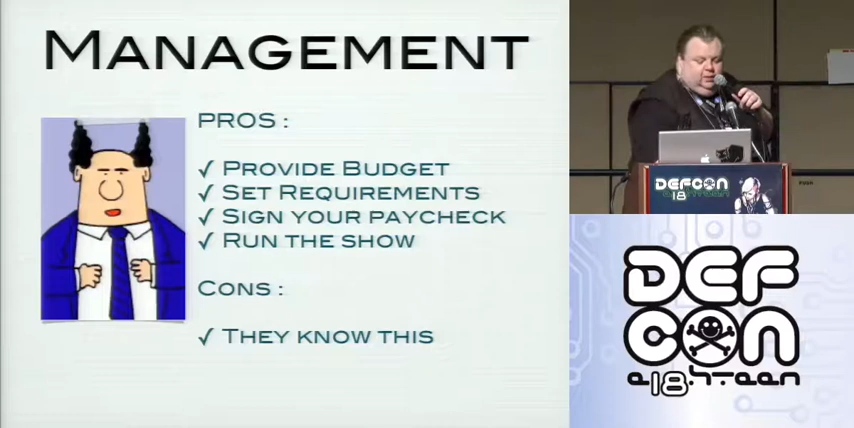 MANAGEMENT
PROS :
✓ PROVIDE BUDGET
✓ SET REQUIREMENTS
✓ SIGN YOUR PAYCHECK
✓ RUN THE SHOW
CONS :
✓ THEY KNOW THIS
DEFCON
18
DEF
CON
e18hteen